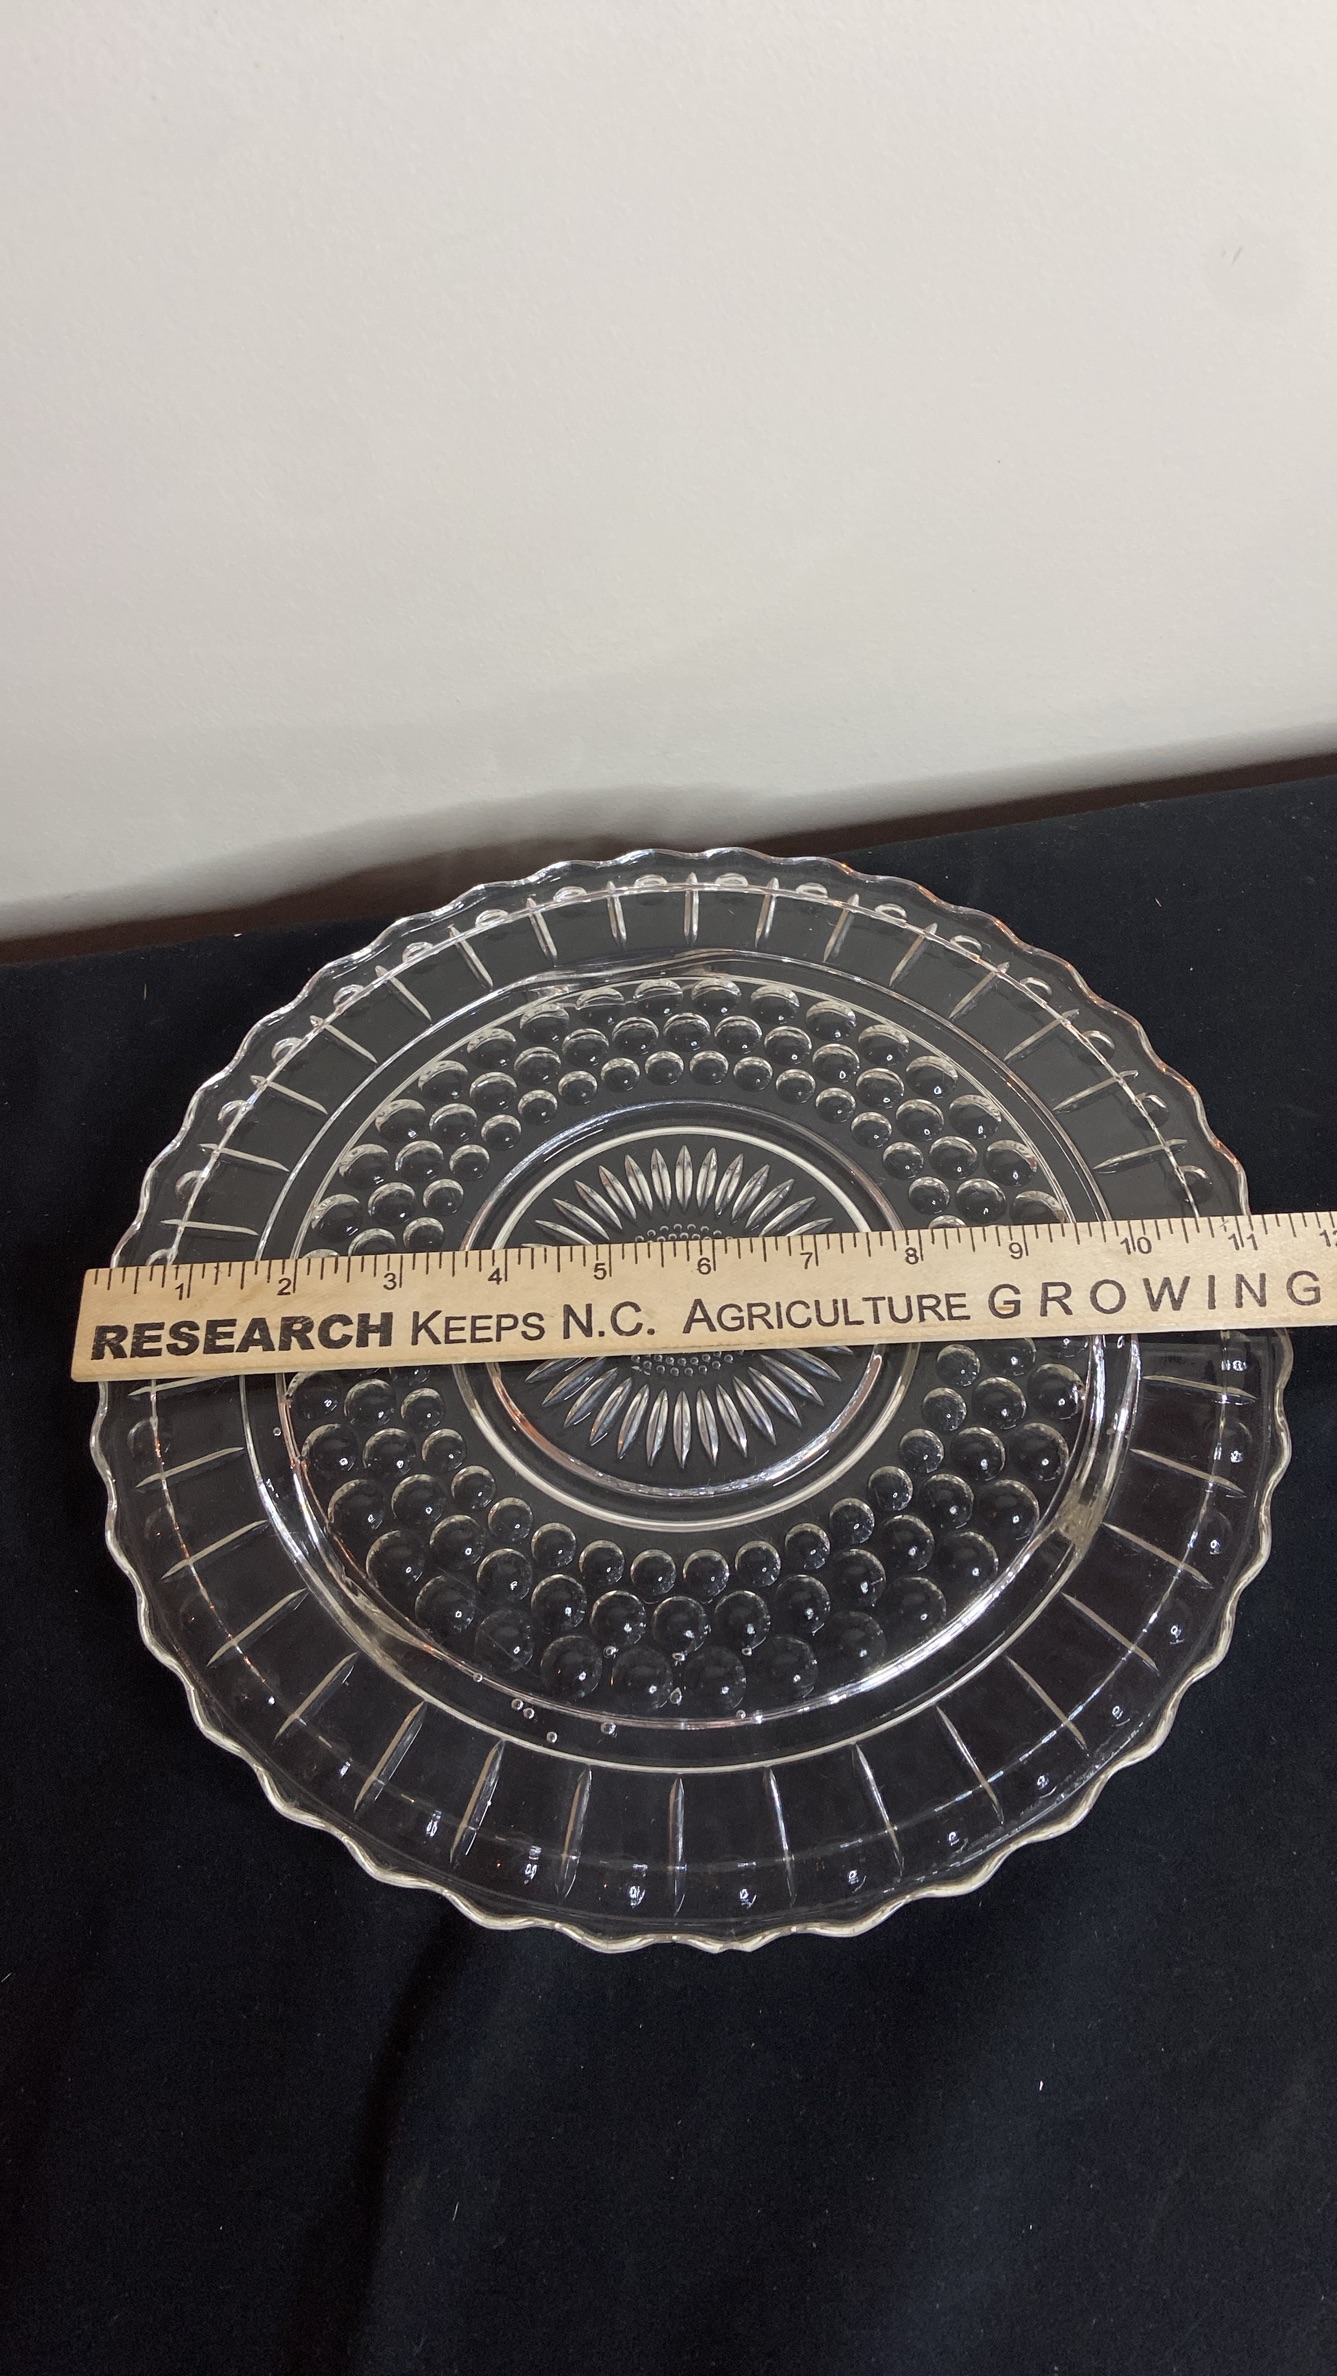 1 2 3 4 5 6 7 8 9 10 11 12
RESEARCH KEEPS N.C. AGRICULTURE GROWING